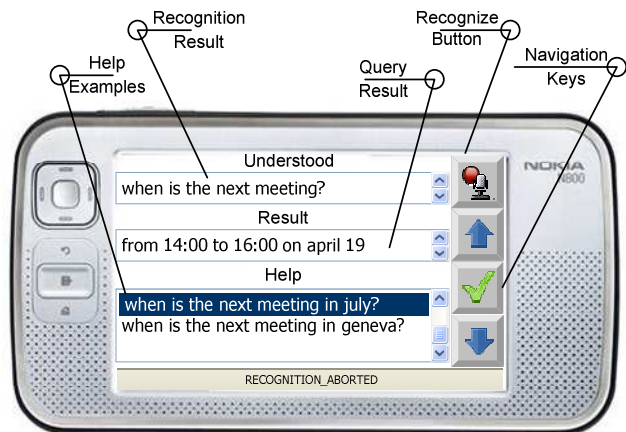 Recognition
Result
Recognize
Button
Help
Examples
Query
Result
Navigation
Keys
NOKIA
N800
Understood
when is the next meeting?
Result
from 14:00 to 16:00 on april 19
Help
when is the next meeting in july?
when is the next meeting in geneva?
RECOGNITION_ABORTED